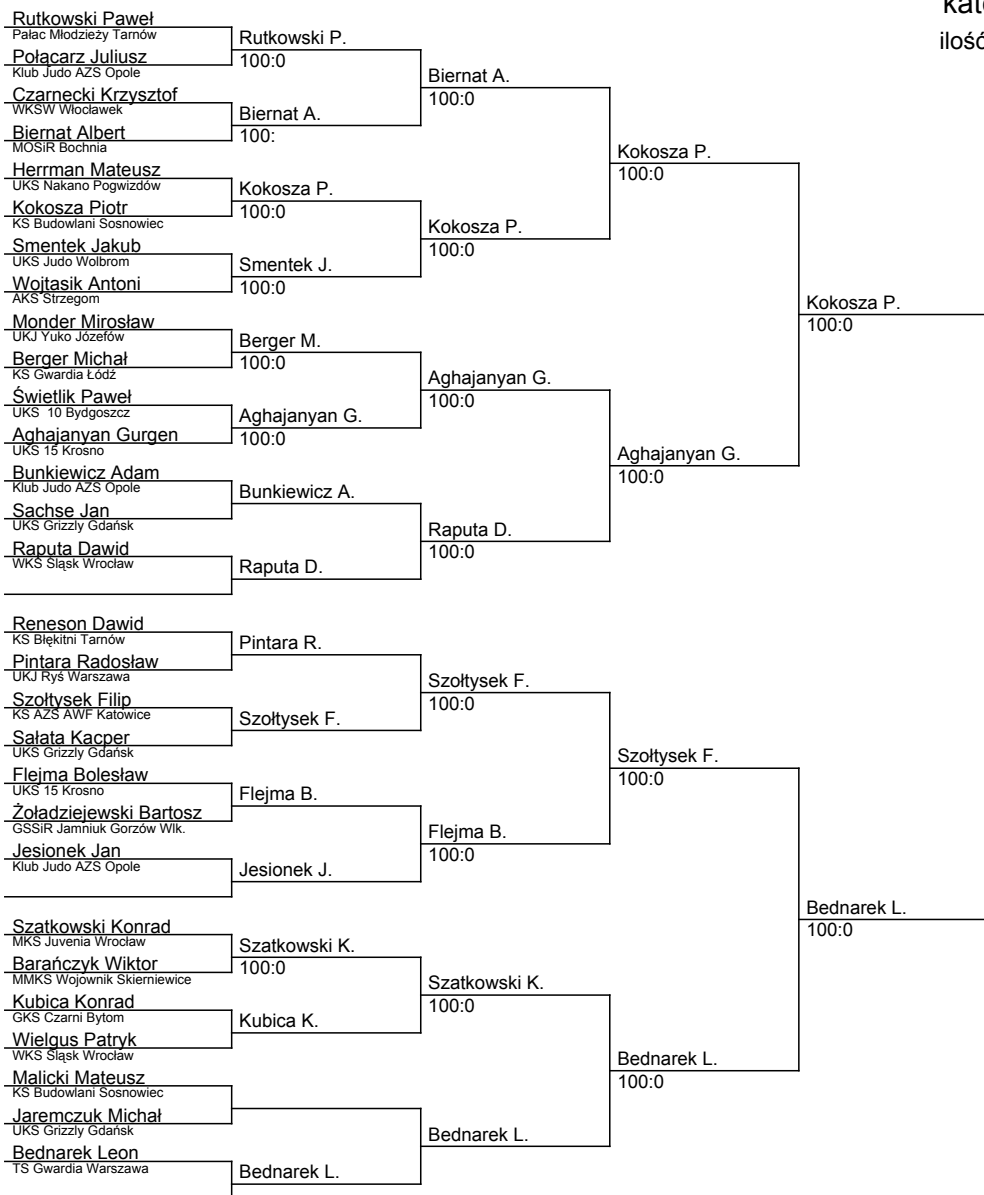 kat
ilość
Rutkowski Paweł
Pałac Młodzieży Tarnów
Połącarz Juliusz
Klub Judo AZS Opole
Czarnecki Krzysztof
WKSW Włocławek
Biernat Albert
MOSiR Bochnia
Herrman Mateusz
UKS Nakano Pogwizdów
Kokosza Piotr
KS Budowlani Sosnowiec
Smentek Jakub
UKS Judo Wolbrom
Wojtasik Antoni
AKS Strzegom
Monder Mirosław
UKJ Yuko Józefów
Berger Michał
KS Gwardia Łódź
Świetlik Paweł
UKS 10 Bydgoszcz
Aghajanyan Gurgen
UKS 15 Krosno
Bunkiewicz Adam
Klub Judo AZS Opole
Sachse Jan
UKS Grizzly Gdańsk
Raputa Dawid
WKS Śląsk Wrocław
Reneson Dawid
KS Błękitni Tarnów
Pintara Radosław
UKJ Ryś Warszawa
Szołtysek Filip
KS AZS AWF Katowice
Sałata Kacper
UKS Grizzly Gdańsk
Flejma Bolesław
UKS 15 Krosno
Żoładziejewski Bartosz
GSSiR Jamniuk Gorzów Wlk.
Jesionek Jan
Klub Judo AZS Opole
Szatkowski Konrad
MKS Juvenia Wrocław
Barańczyk Wiktor
MMKS Wojownik Skierniewice
Kubica Konrad
GKS Czarni Bytom
Wielgus Patryk
WKS Śląsk Wrocław
Malicki Mateusz
KS Budowlani Sosnowiec
Jaremczuk Michał
UKS Grizzly Gdańsk
Bednarek Leon
TS Gwardia Warszawa
Rutkowski P.
100:0
Biernat A.
100:
Kokosza P.
100:0
Smentek J.
100:0
Berger M.
100:0
Aghajanyan G.
100:0
Bunkiewicz A.
Raputa D.
Pintara R.
Szołtysek F.
Flejma B.
Jesionek J.
Szatkowski K.
100:0
Kubica K.
Bednarek L.
Biernat A.
100:0
Kokosza P.
100:0
Aghajanyan G.
100:0
Raputa D.
100:0
Szołtysek F.
100:0
Flejma B.
100:0
Szatkowski K.
100:0
Bednarek L.
Kokosza P.
100:0
Aghajanyan G.
100:0
Szołtysek F.
100:0
Bednarek L.
100:0
Kokosza P.
100:0
Bednarek L.
100:0